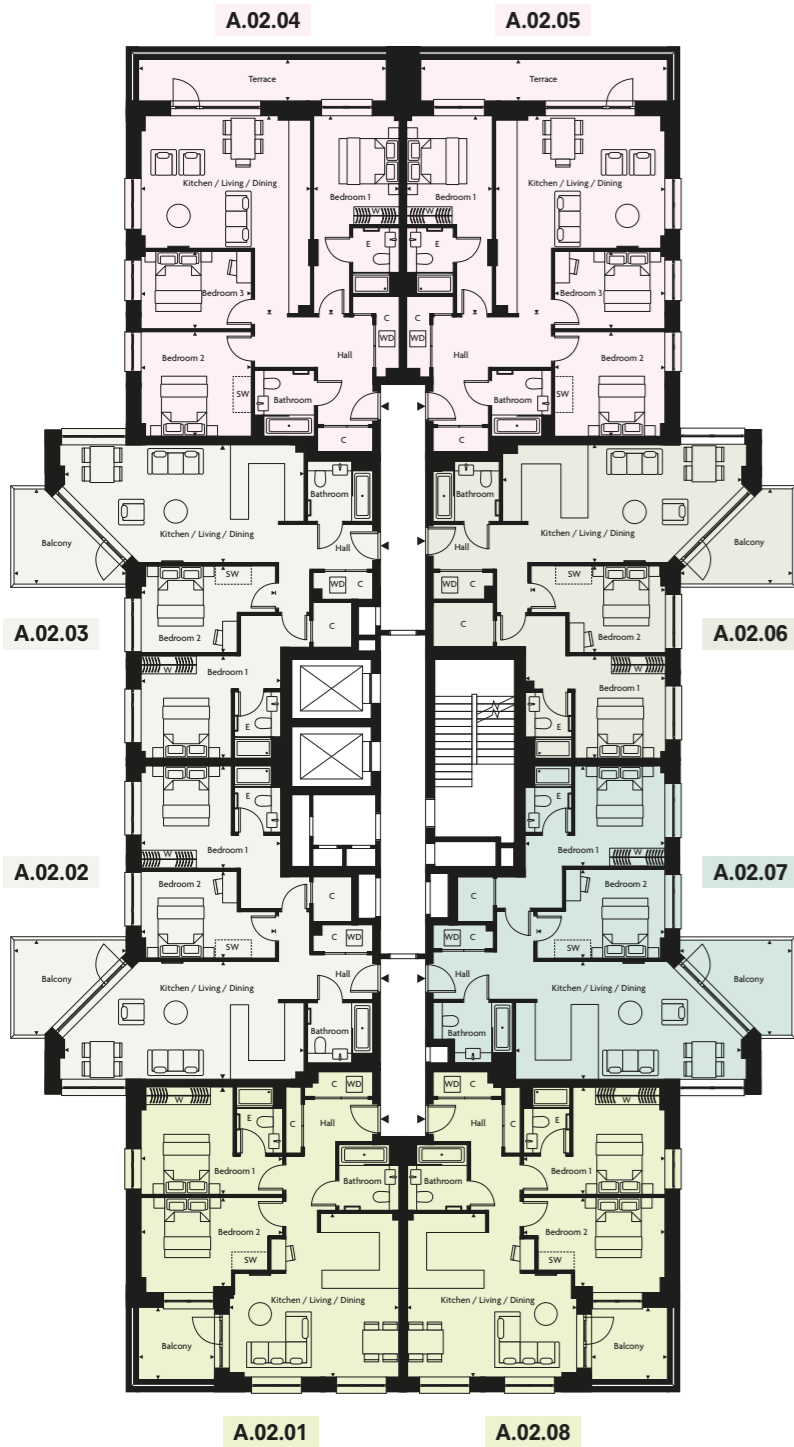 A.02.04
A.02.05
Terrace
Terrace
Kitchen / Living / Dining
Bedroom 1
W
E
Bedroom 3
C
WD
Hall
Bedroom 2
SW
Bathroom
C
Kitchen / Living / Dining
Bedroom 1
W
E
Bedroom 3
C
WD
Hall
Bedroom 2
SW
Bathroom
C
Balcony
Kitchen / Living / Dining
Bathroom
Hall
SW
WD
C
Bedroom 2
C
A.02.03
Bedroom 1
W
E
Bathroom
Kitchen / Living / Dining
Balcony
Hall
WD
C
SW
C
Bedroom 2
A.02.06
W
Bedroom 1
E
E
Bedroom 1
W
A.02.02
Bedroom 2
C
SW
C
WD
Balcony
Kitchen / Living / Dining
Hall
Bathroom
E
Bedroom 1
W
A.02.07
C
Bedroom 2
WD
C
SW
Hall
Kitchen / Living / Dining
Balcony
Bathroom
W
E
C
WD
C
Hall
Bedroom 1
Bathroom
Bedroom 2
SW
Kitchen / Living / Dining
Balcony
WD
C
Hall
C
E
W
Bedroom 1
Bathroom
Bedroom 2
SW
Kitchen / Living / Dining
Balcony
A.02.01
A.02.08